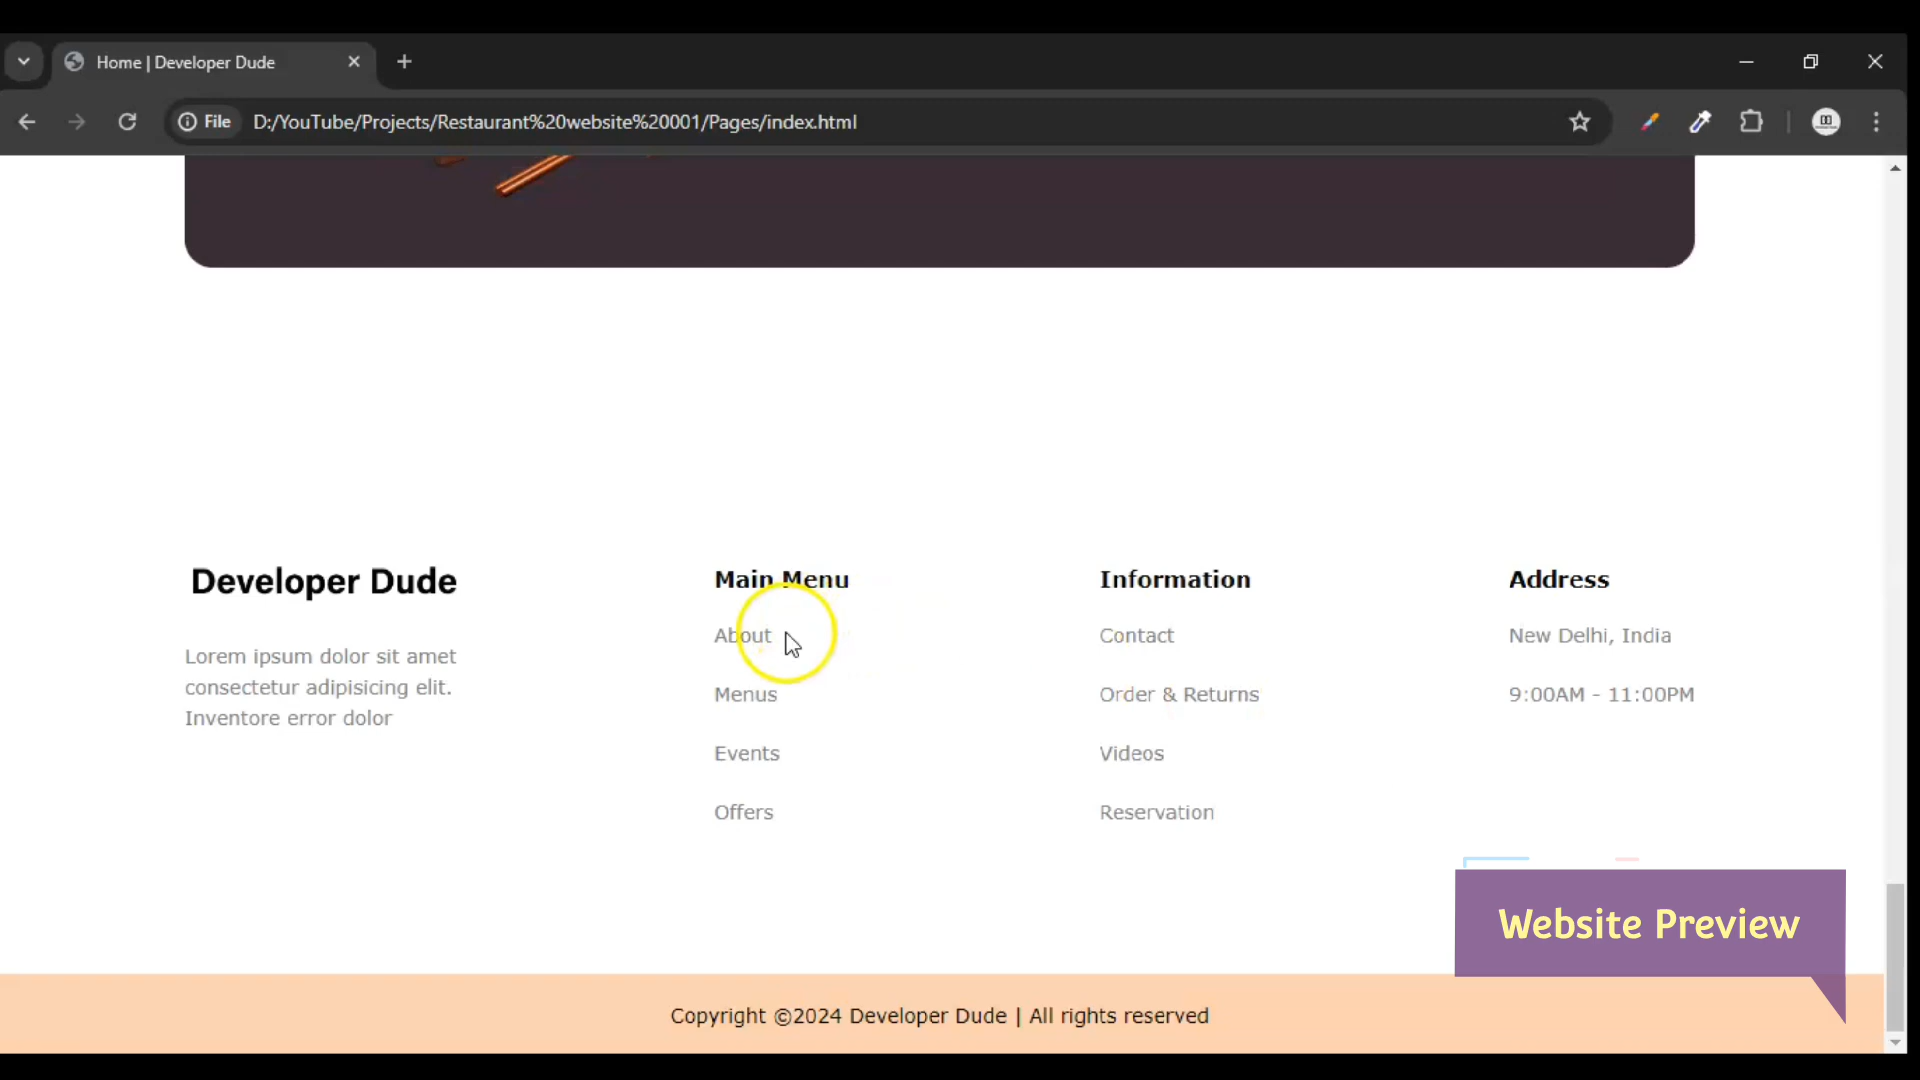 Home | Developer Dude
File
D:/YouTube/Projects/Restaurant%20website%20001/Pages/index.html
Developer Dude
Lorem ipsum dolor sit amet
consectetur adipisicing elit.
Inventore error dolor
Main Menu
About
Menus
Events
Offers
Information
Contact
Order & Returns
Videos
Reservation
Address
New Delhi, India
9:00AM - 11:00PM
Website Preview
Copyright ©2024 Developer Dude | All rights reserved